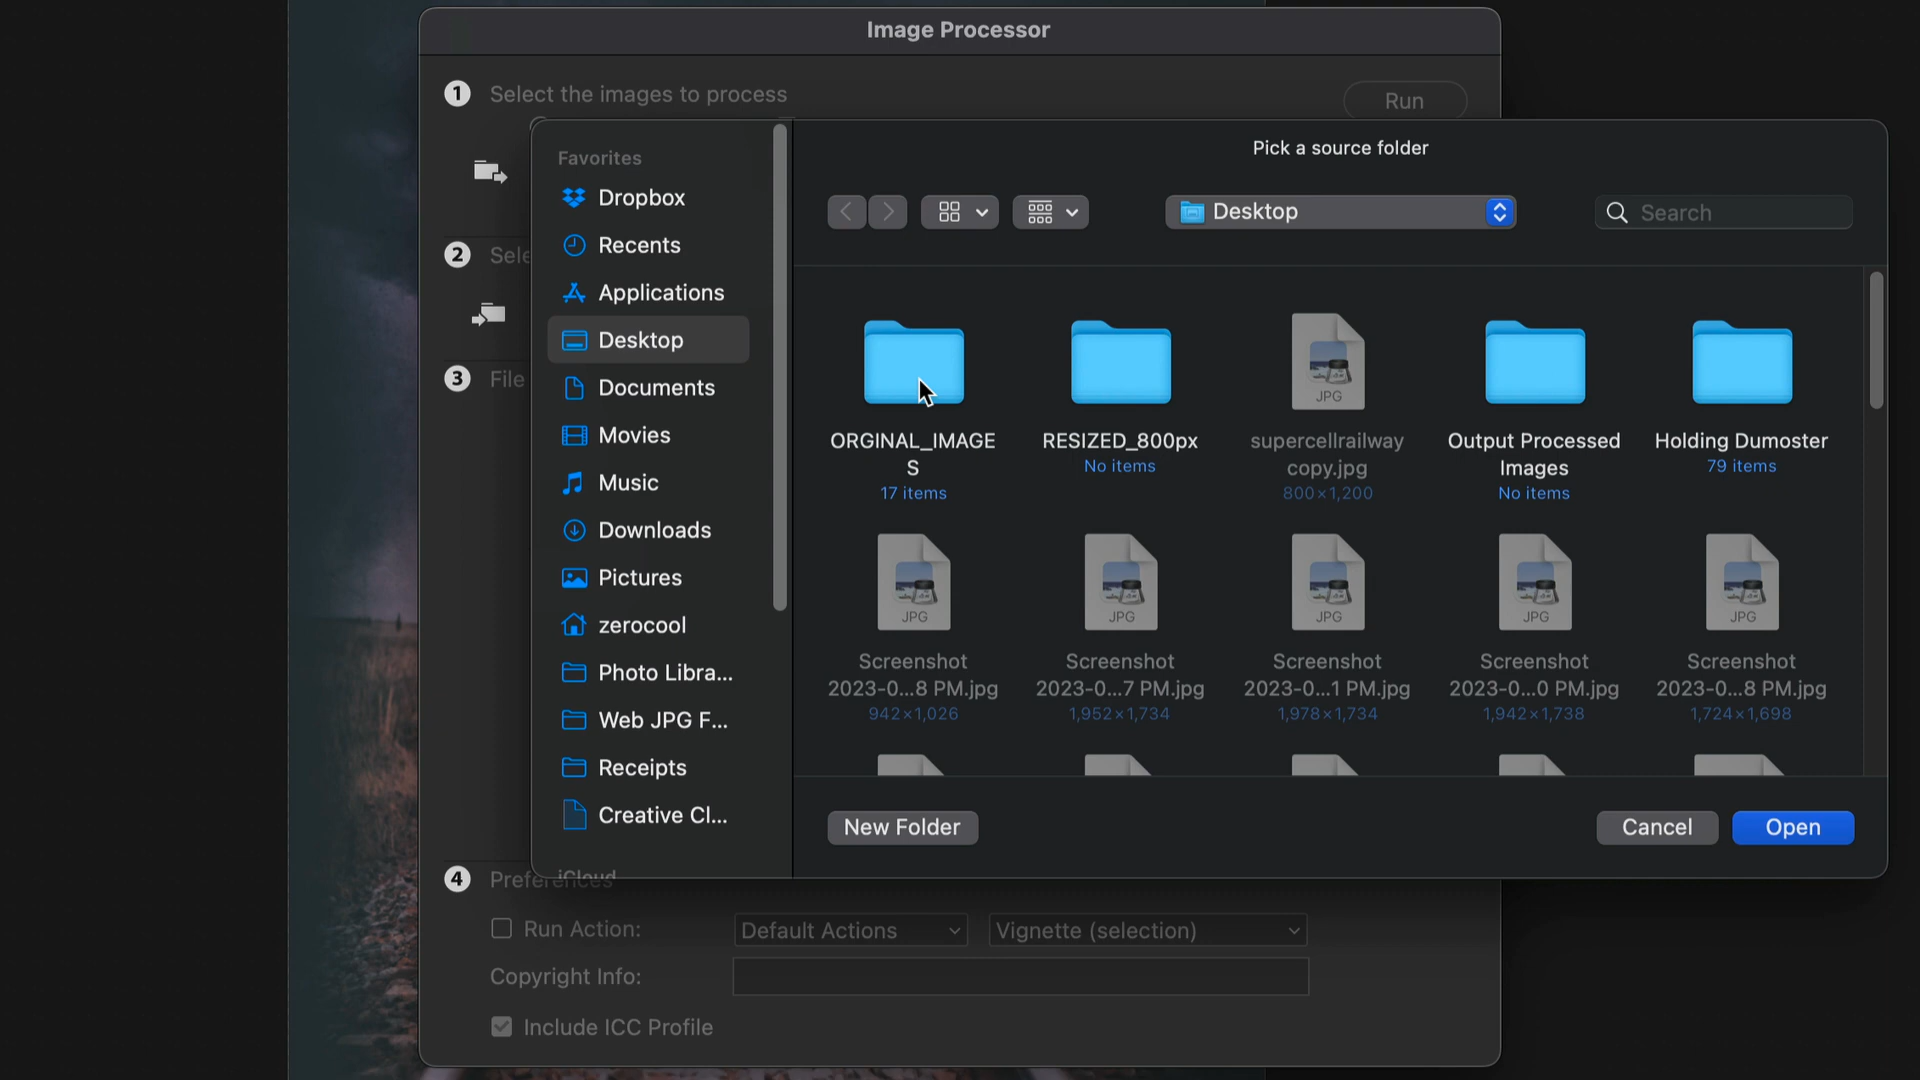 Image Processor
1 Select the images to process
Run
Favorites
Dropbox
Recents
Applications
Desktop
Documents
Movies
Music
Downloads
Pictures
zerocool
Photo Libra...
Web JPG F...
Receipts
Creative Cl...
iCloud
Pick a source folder
Desktop
Search
ORGINAL_IMAGE
S
17 items
RESIZED_800px
No items
supercellrailway
copy.jpg
800×1,200
Output Processed
Images
No items
Holding Dumoster
79 items
JPG
JPG
JPG
JPG
JPG
JPG
Screenshot
2023-0...8 PM.jpg
942×1,026
Screenshot
2023-0...7 PM.jpg
1,952×1,734
Screenshot
2023-0...1 PM.jpg
1,978×1,734
Screenshot
2023-0...0 PM.jpg
1,942×1,738
Screenshot
2023-0...8 PM.jpg
1,724×1,698
New Folder
Cancel
Open
2 Sele
3 File
4 Preferences
Run Action:
Default Actions
Vignette (selection)
Copyright Info:
Include ICC Profile